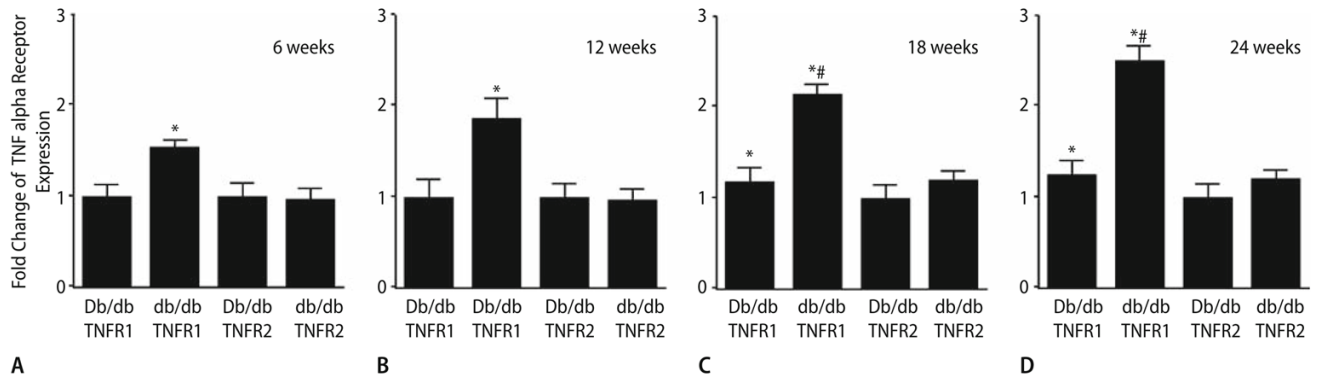 Fold Change of TNF alpha Receptor
Expression
3
2
1
0
6 weeks
*
Db/db
TNFR1
db/db
TNFR1
Db/db
TNFR2
db/db
TNFR2
A
3
2
1
0
12 weeks
*
Db/db
TNFR1
Db/db
TNFR1
Db/db
TNFR2
db/db
TNFR2
B
3
2
1
0
18 weeks
*
*#
Db/db
TNFR1
db/db
TNFR1
Db/db
TNFR2
db/db
TNFR2
C
3
2
1
0
24 weeks
*
*#
Db/db
TNFR1
db/db
TNFR1
Db/db
TNFR2
db/db
TNFR2
D